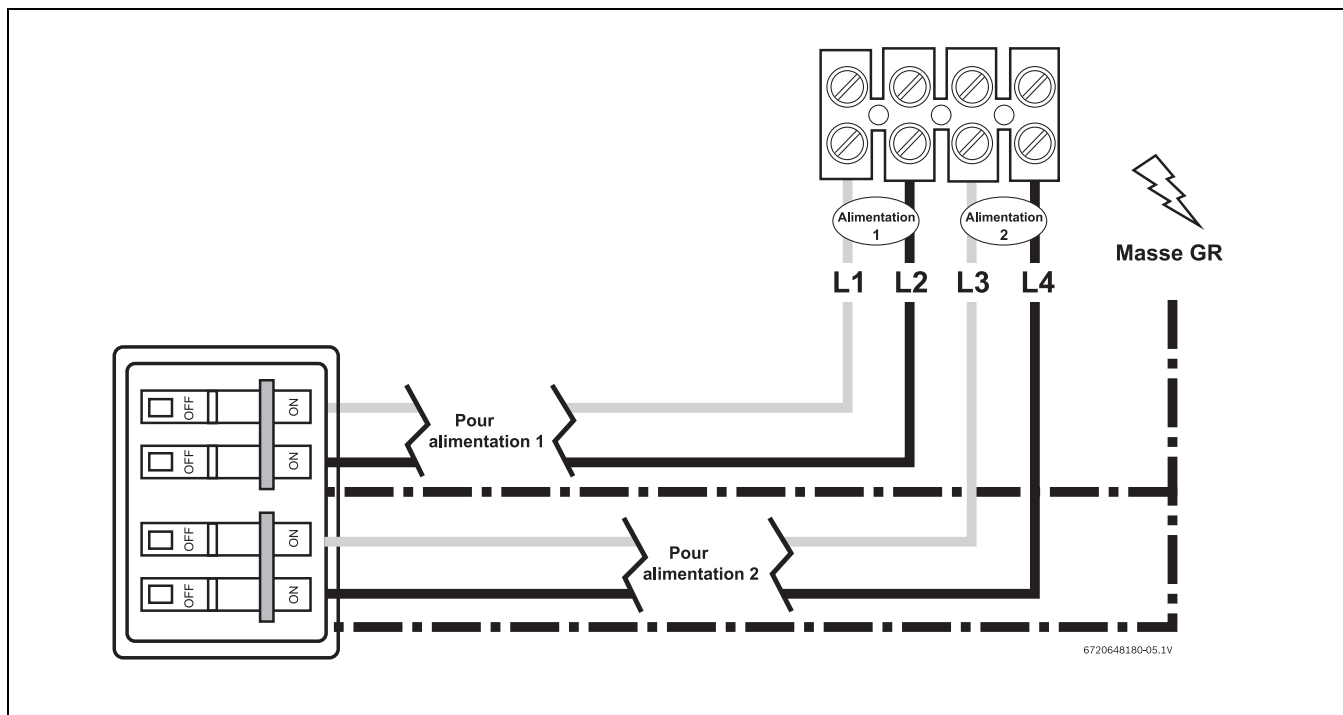 Alimentation
1
Alimentation
2
Masse GR
L1 L2 L3 L4
OFF ON
Pour
alimentation 1
OFF ON
OFF ON
Pour
alimentation 2
OFF ON
6720648180-05.1V